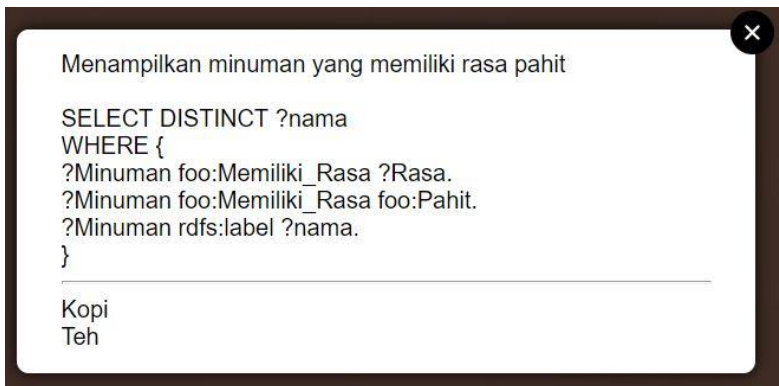 Menampilkan minuman yang memiliki rasa pahit
SELECT DISTINCT ?nama
WHERE {
?Minuman foo:Memiliki_Rasa ?Rasa.
?Minuman foo:Memiliki_Rasa foo:Pahit.
?Minuman rdfs:label ?nama.
}
Kopi
Teh